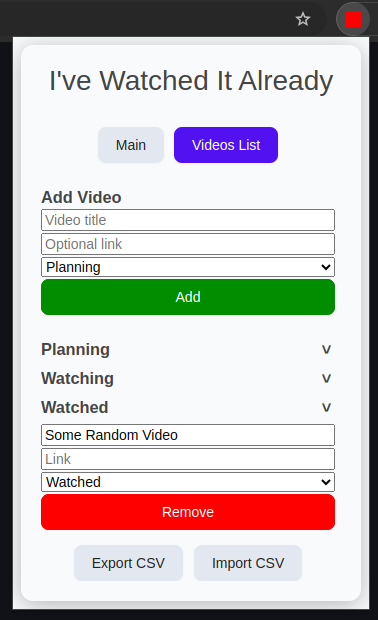 I've Watched It Already
Main Videos List
Add Video
Video title
Optional link
Planning
Add
Planning
Watching
Watched
Some Random Video
Link
Watched
Remove
Export CSV Import CSV